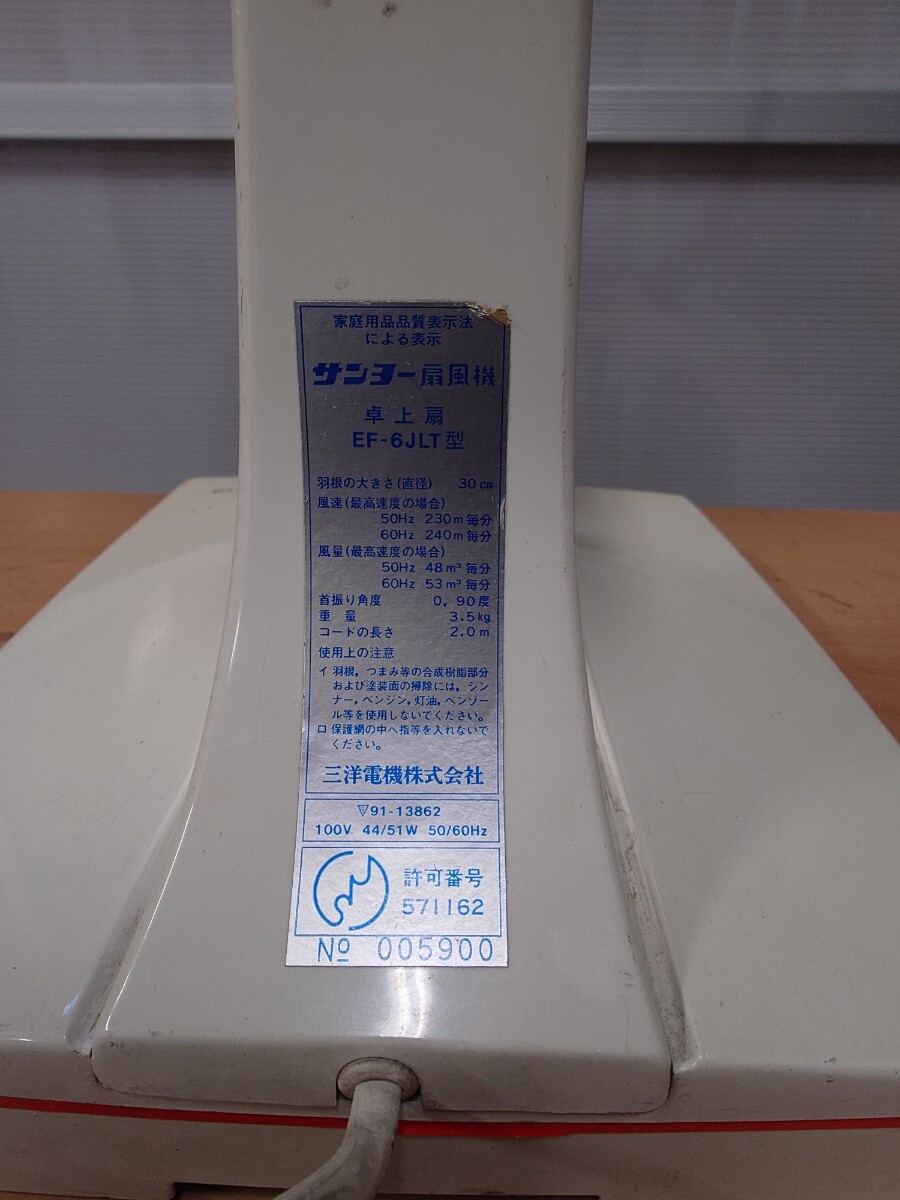 家庭用品品質表示法
による表示
サンヨー扇風機
卓上扇
EF-6JLT型
羽根の大きさ(直径) 30cm
風速(最高速度の場合)
50Hz 230m毎分
60Hz 240m毎分
風量(最高速度の場合)
50Hz 48m³毎分
60Hz 53m³毎分
首振り角度 0, 90度
重量 3.5kg
コードの長さ 2.0m
使用上の注意
イ 羽根，つまみ等の合成樹脂部分
および塗装面の掃除には，シン
ナー，ベンジン，灯油，ベンゾー
ル等を使用しないでください。
ロ 保護網の中へ指等を入れないで
ください。
三洋電機株式会社
▽91-13862
100V 44/51W 50/60Hz
許可番号
571162
№ 005900